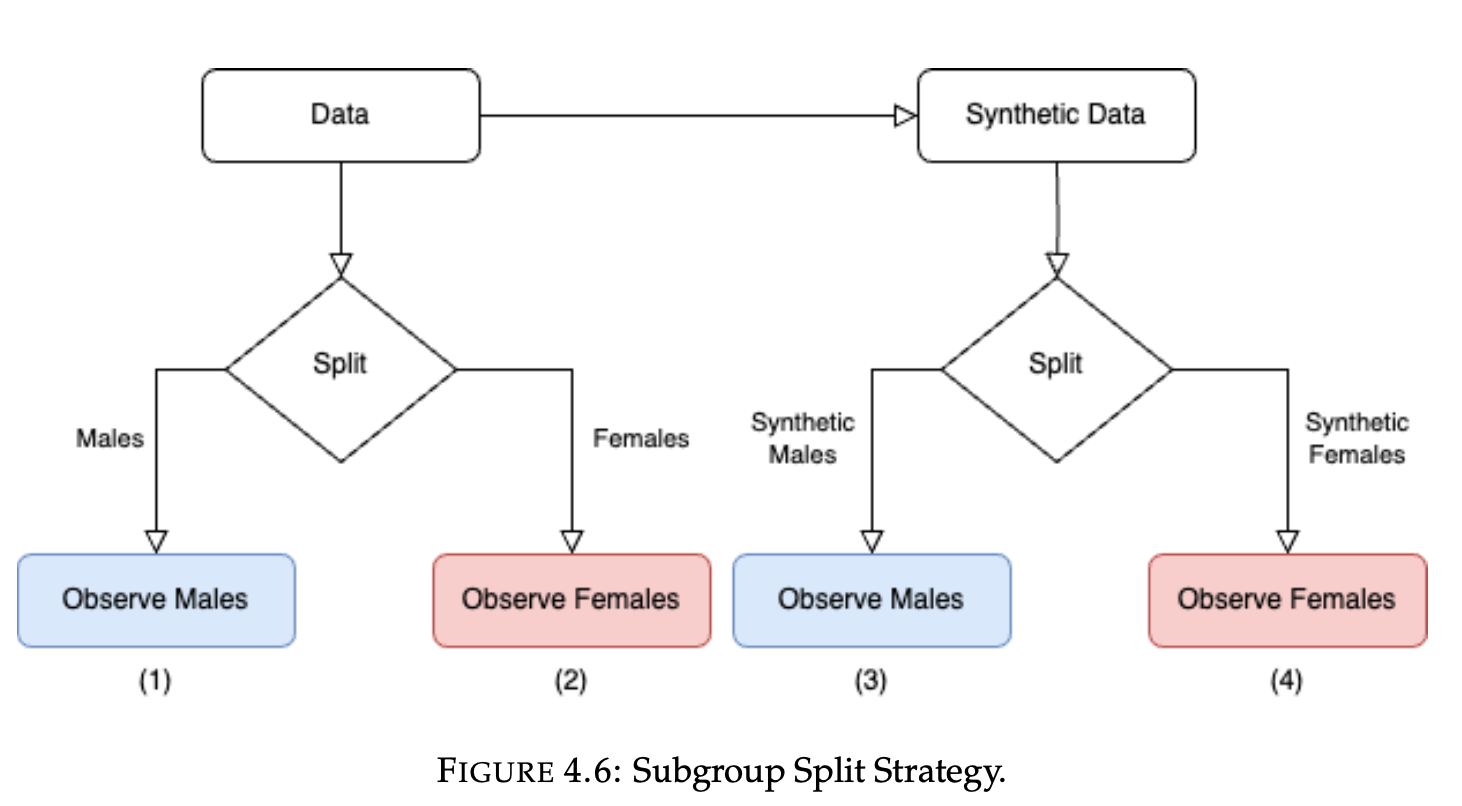 Data
Synthetic Data
Split
Split
Males
Females
Synthetic
Males
Synthetic
Females
Observe Males
Observe Females
Observe Males
Observe Females
(1)
(2)
(3)
(4)
FIGURE 4.6: Subgroup Split Strategy.